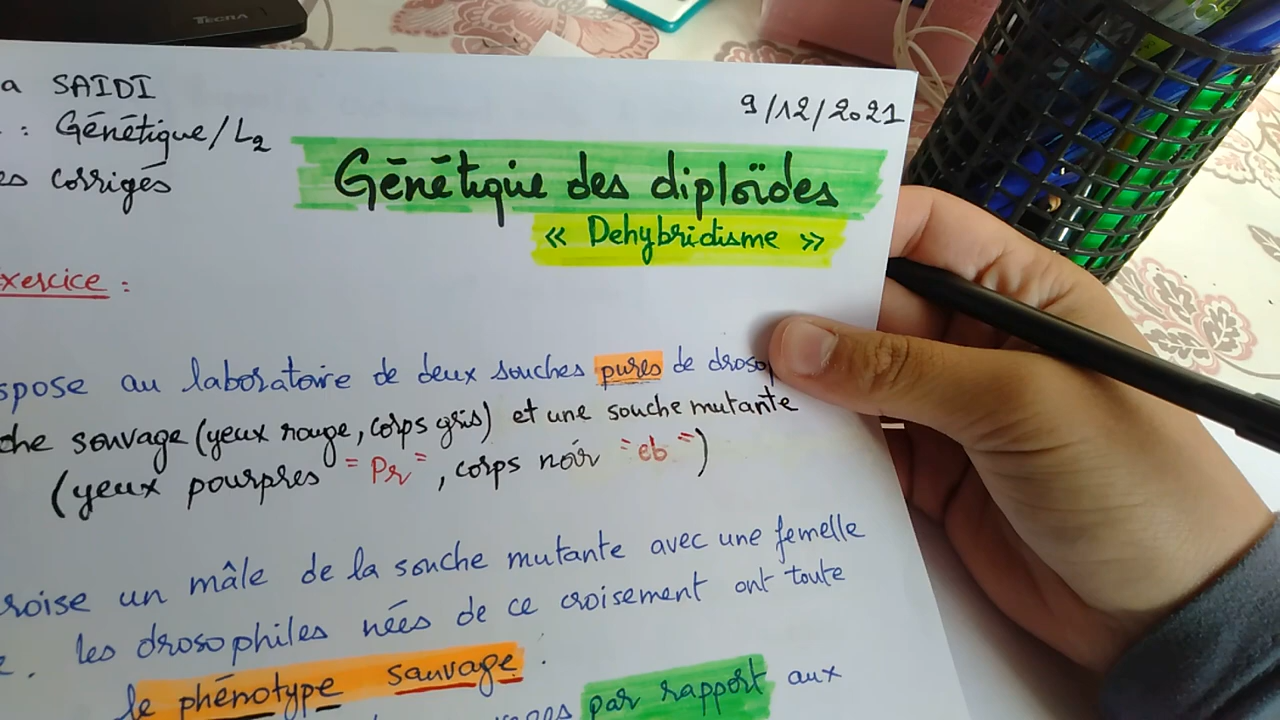 TECRA
a SAIDI
9/12/2021
: Génétique/L2
es corrigés
Génétique des diploïdes
« Dehybridisme »
xercice :
spose au laboratoire de deux souches pures de drosop
che sauvage (yeux rouge, corps gris) et une souche mutante
(yeux pourpres "Pr", corps noir "eb")
roise un mâle de la souche mutante avec une femelle
e. les drosophiles nées de ce croisement ont toute
le phénotype sauvage.
par rapport aux